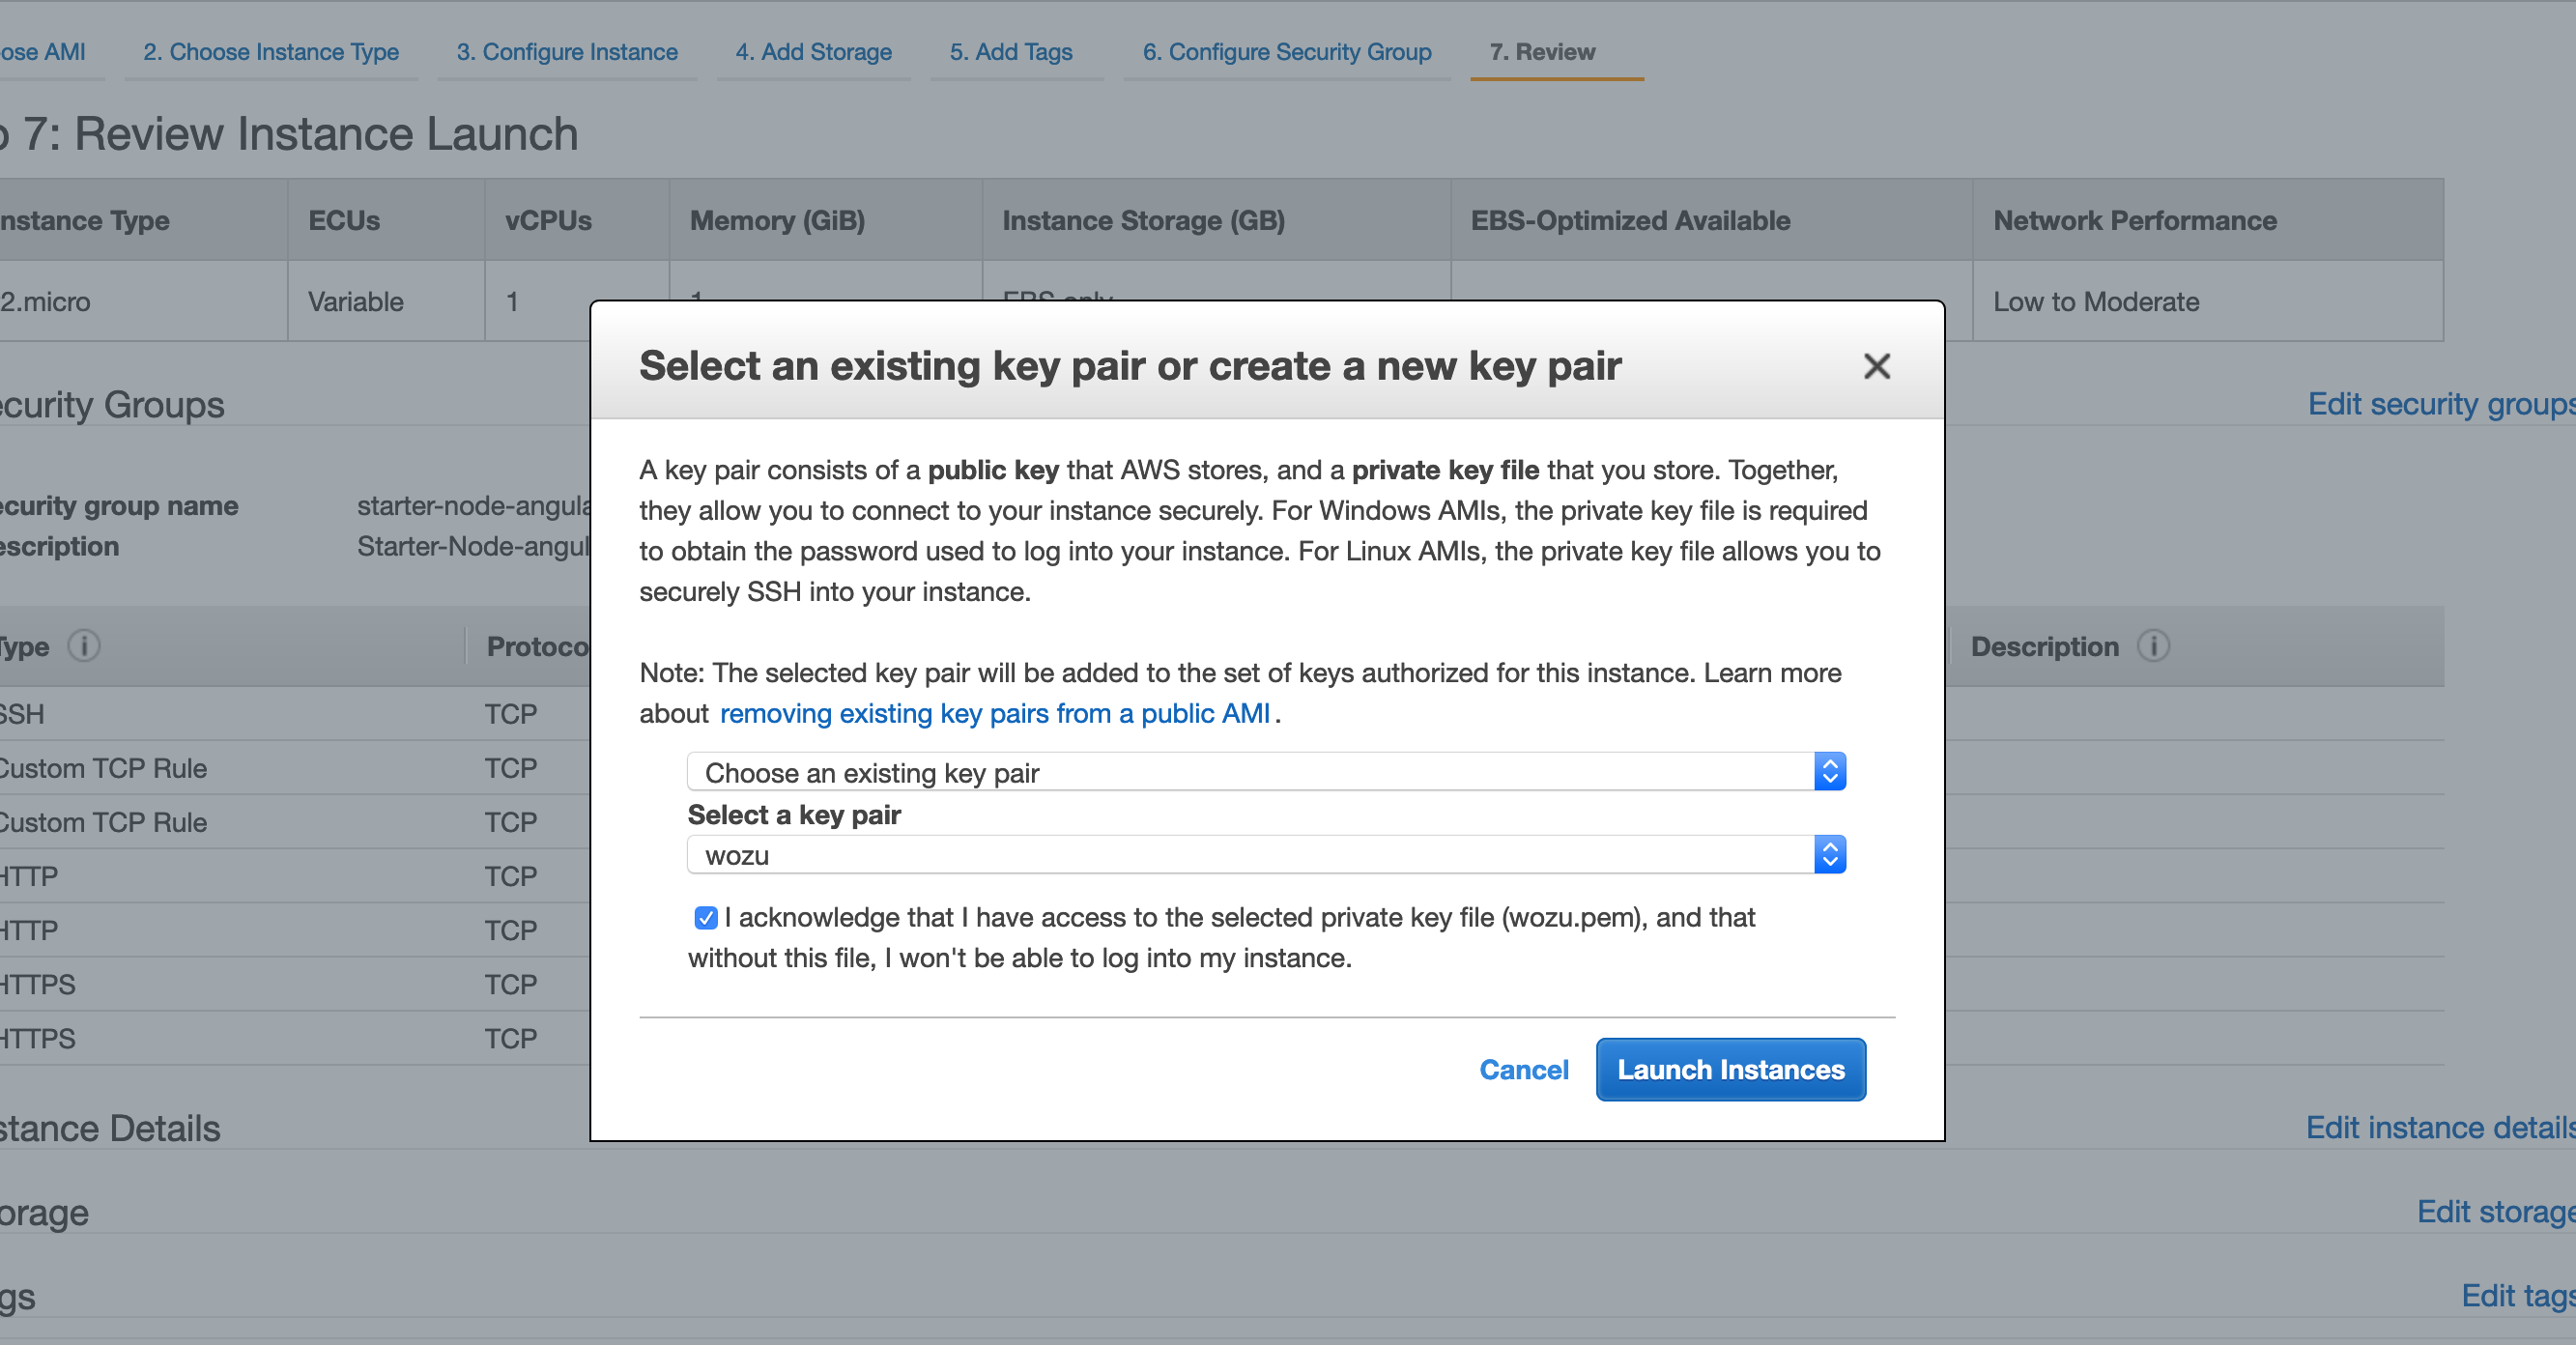 ose AMI 2. Choose Instance Type 3. Configure Instance 4. Add Storage 5. Add Tags 6. Configure Security Group 7. Review
7: Review Instance Launch
nstance Type ECUs vCPUs Memory (GiB) Instance Storage (GB) EBS-Optimized Available Network Performance
2.micro Variable 1 1 EBS only Low to Moderate
Select an existing key pair or create a new key pair
curity Groups Edit security groups
A key pair consists of a public key that AWS stores, and a private key file that you store. Together,
curity group name starter-node-angula
they allow you to connect to your instance securely. For Windows AMIs, the private key file is required
escription Starter-Node-angul
to obtain the password used to log into your instance. For Linux AMIs, the private key file allows you to
securely SSH into your instance.
Type i Protoco Description i
Note: The selected key pair will be added to the set of keys authorized for this instance. Learn more
about removing existing key pairs from a public AMI.
SSH TCP
Custom TCP Rule TCP
Choose an existing key pair
Custom TCP Rule TCP
Select a key pair
wozu
HTTP TCP
HTTP TCP
I acknowledge that I have access to the selected private key file (wozu.pem), and that
without this file, I won't be able to log into my instance.
HTTPS TCP
HTTPS TCP
Cancel Launch Instances
stance Details Edit instance details
orage Edit storage
gs Edit tags